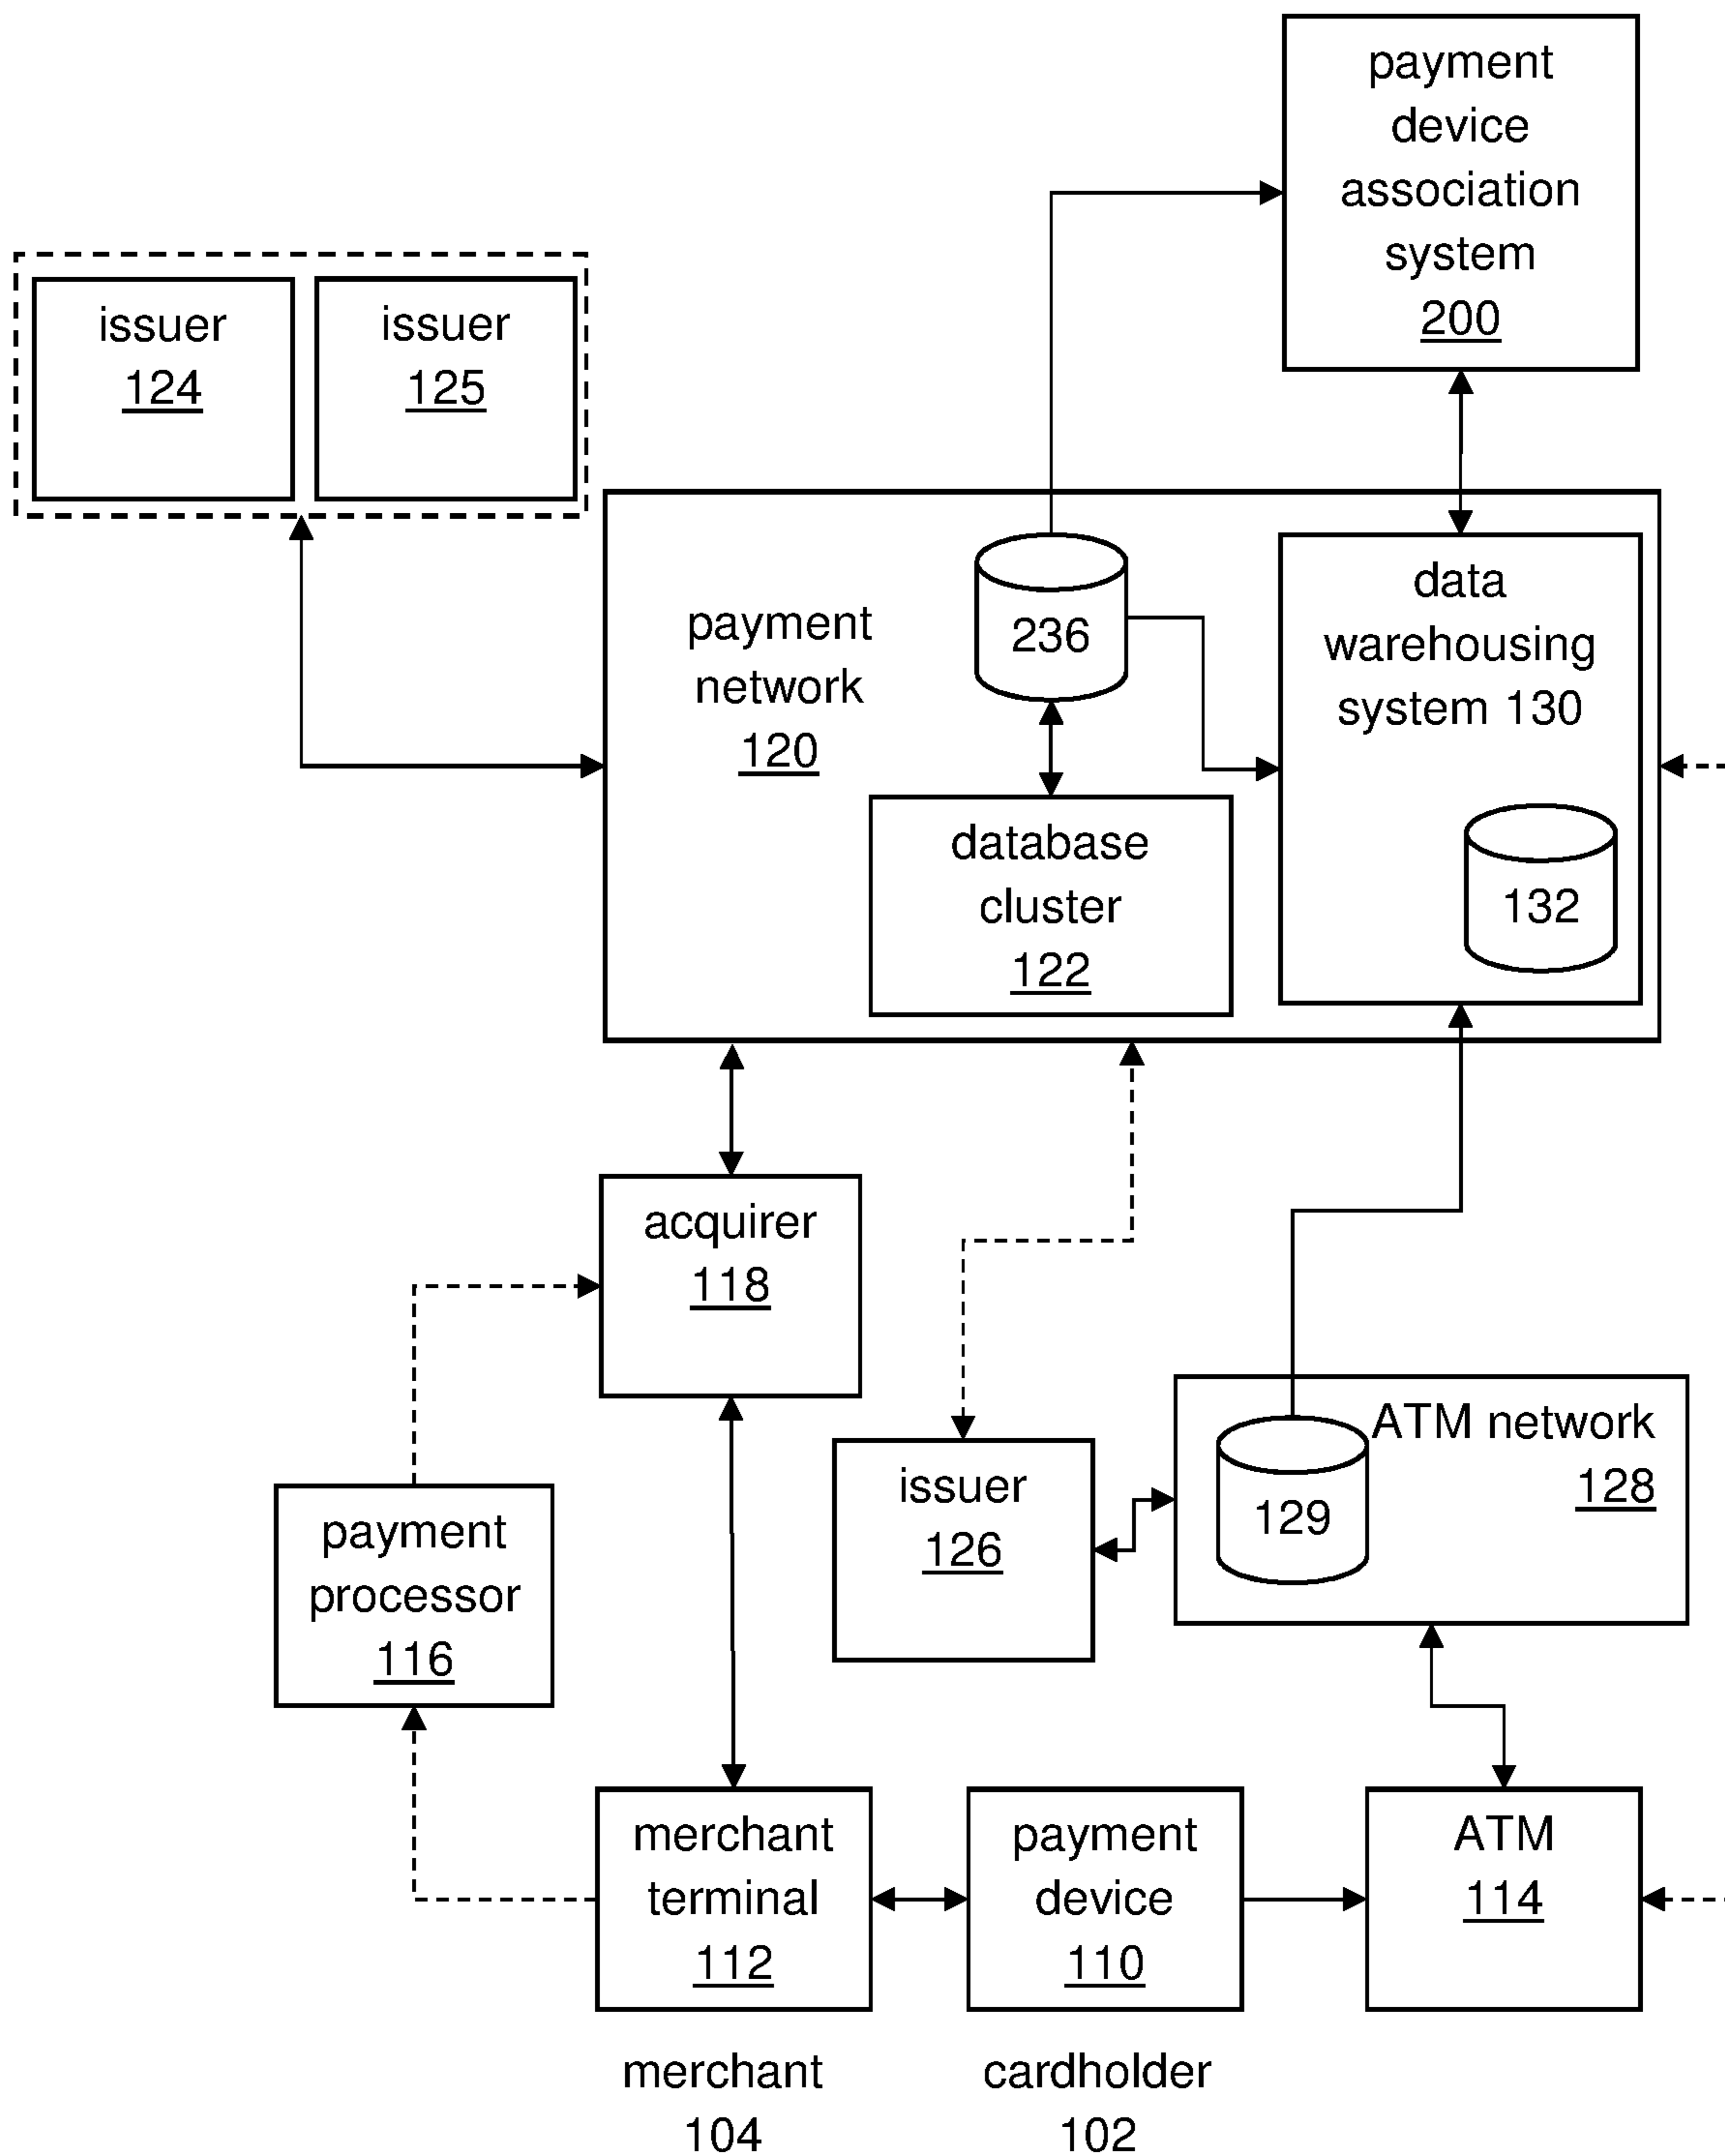 payment
device
association
system
200
issuer
124
issuer
125
payment
network
120
236
data
warehousing
system 130
132
database
cluster
122
acquirer
118
ATM network
128
129
issuer
126
payment
processor
116
merchant
terminal
112
payment
device
110
ATM
114
merchant
104
cardholder
102